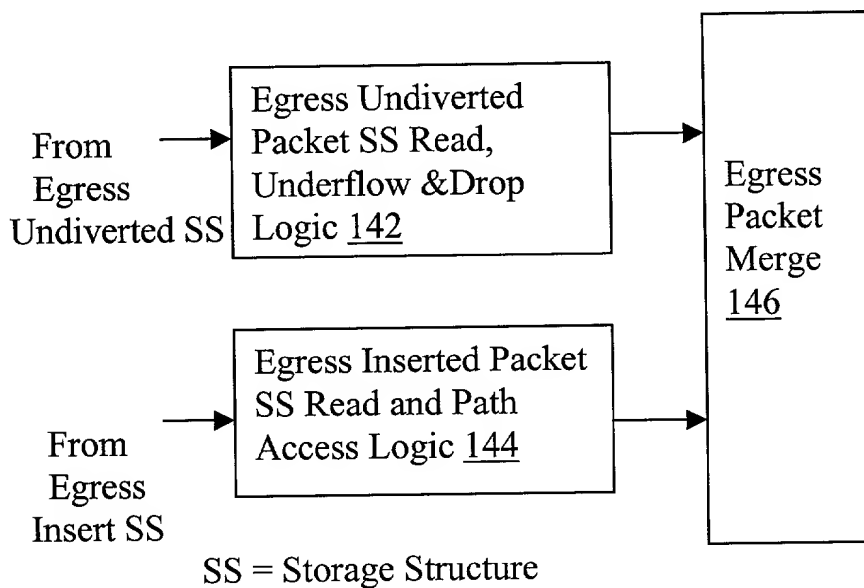 From
Egress
Undiverted SS
Egress Undiverted
Packet SS Read,
Underflow &Drop
Logic 142
From
Egress
Insert SS
Egress Inserted Packet
SS Read and Path
Access Logic 144
Egress
Packet
Merge
146
SS = Storage Structure